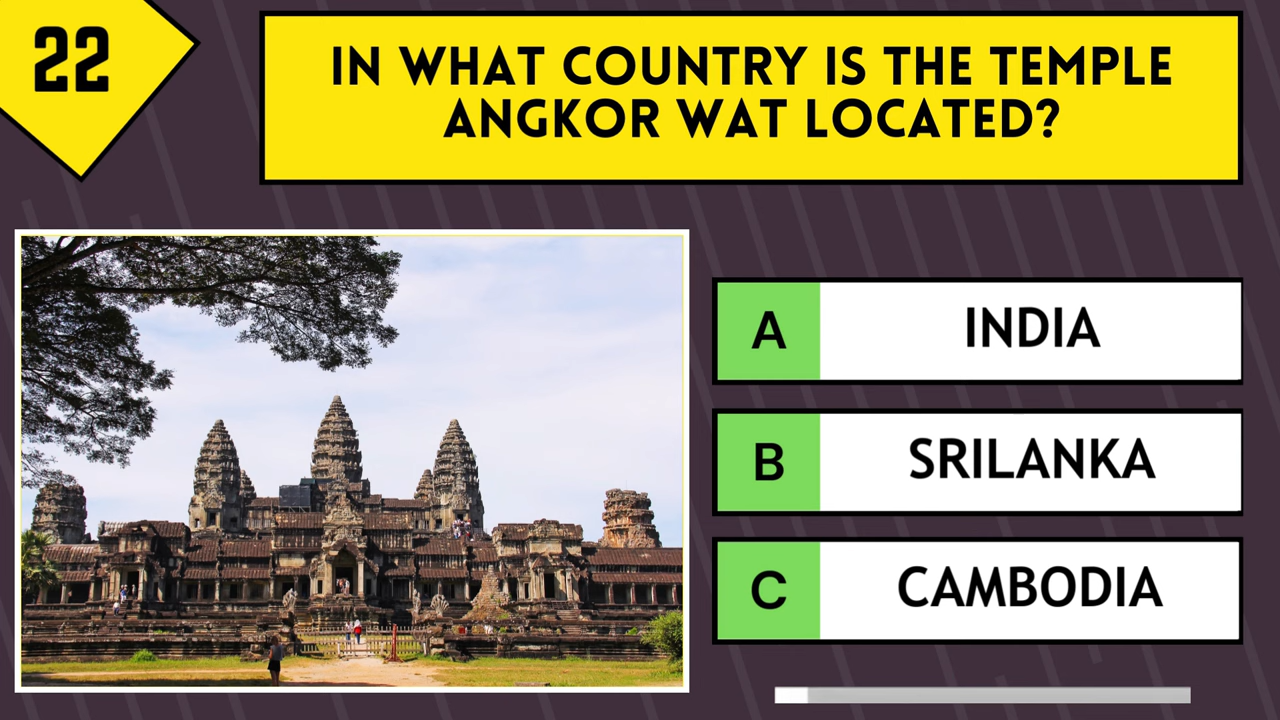 22
IN WHAT COUNTRY IS THE TEMPLE
ANGKOR WAT LOCATED?
A INDIA
B SRILANKA
C CAMBODIA